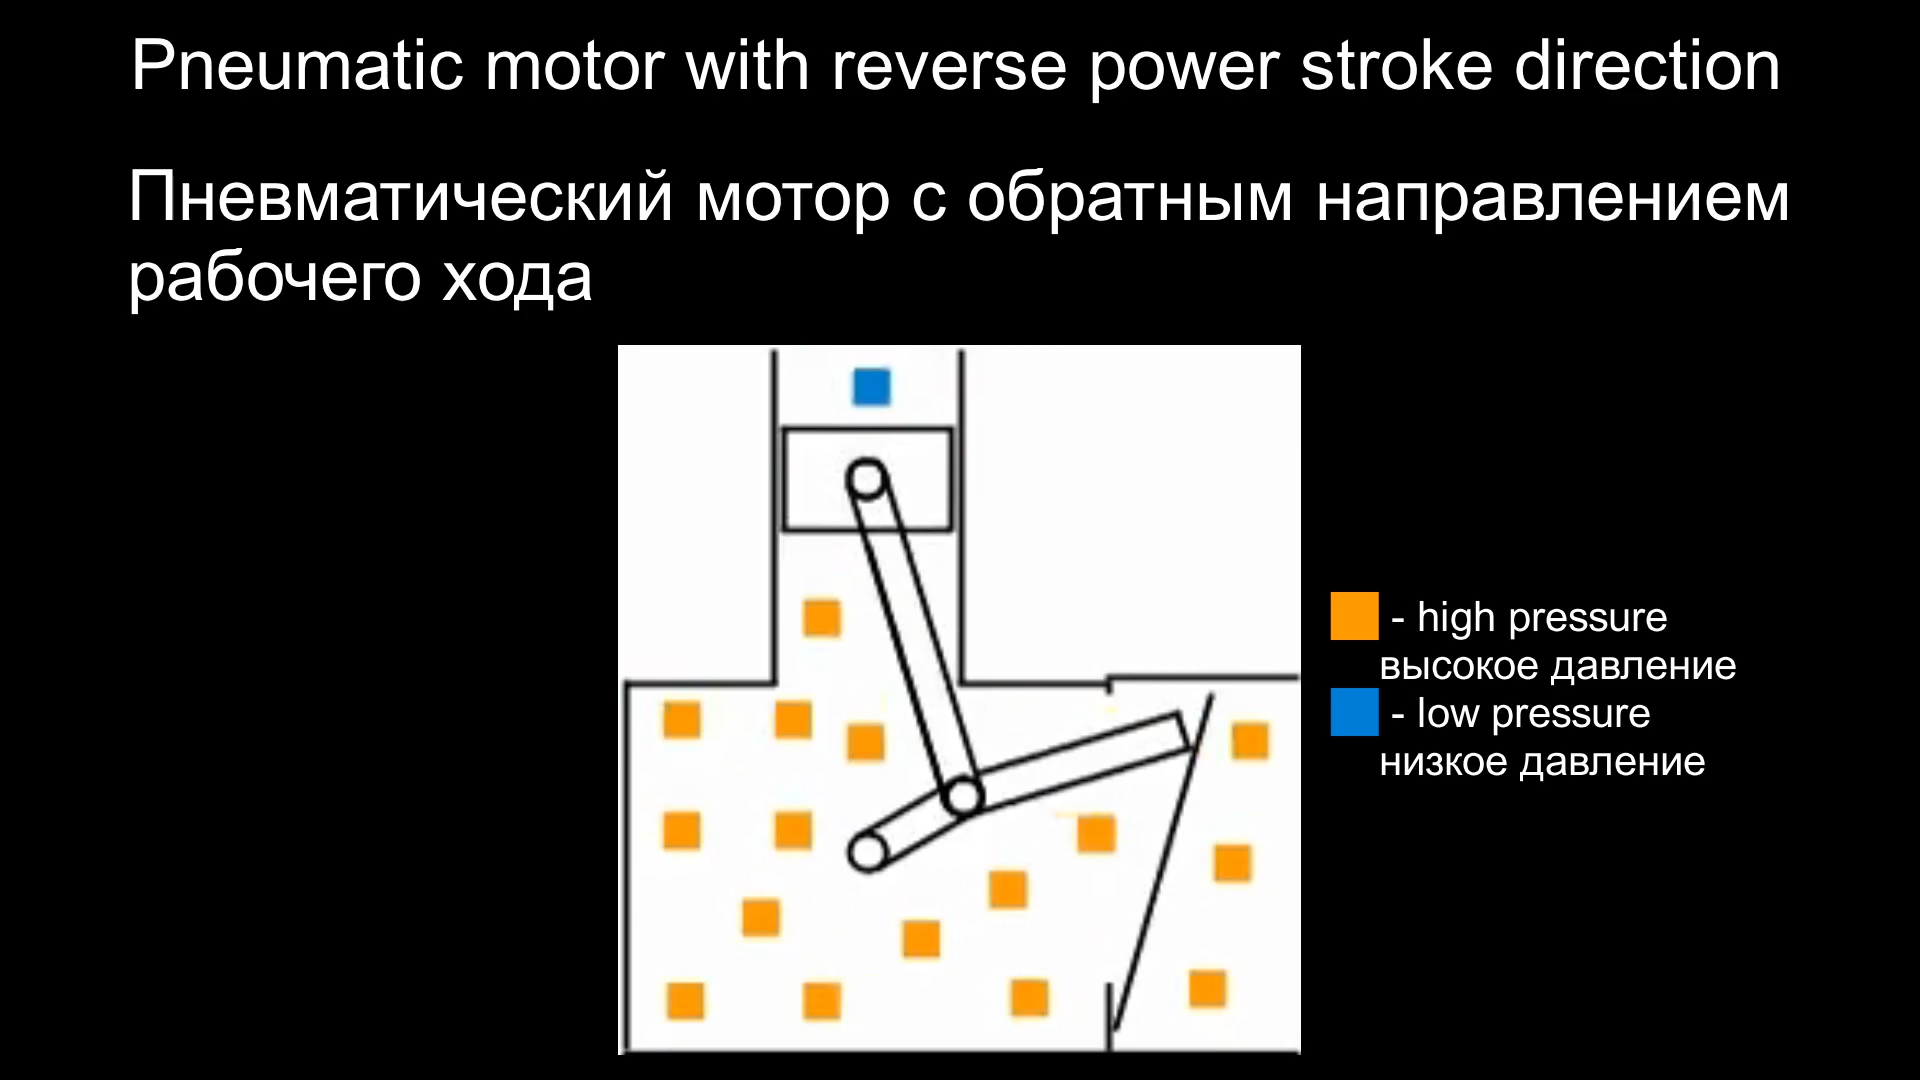 Pneumatic motor with reverse power stroke direction
Пневматический мотор с обратным направлением
рабочего хода
- high pressure
высокое давление
- low pressure
низкое давление